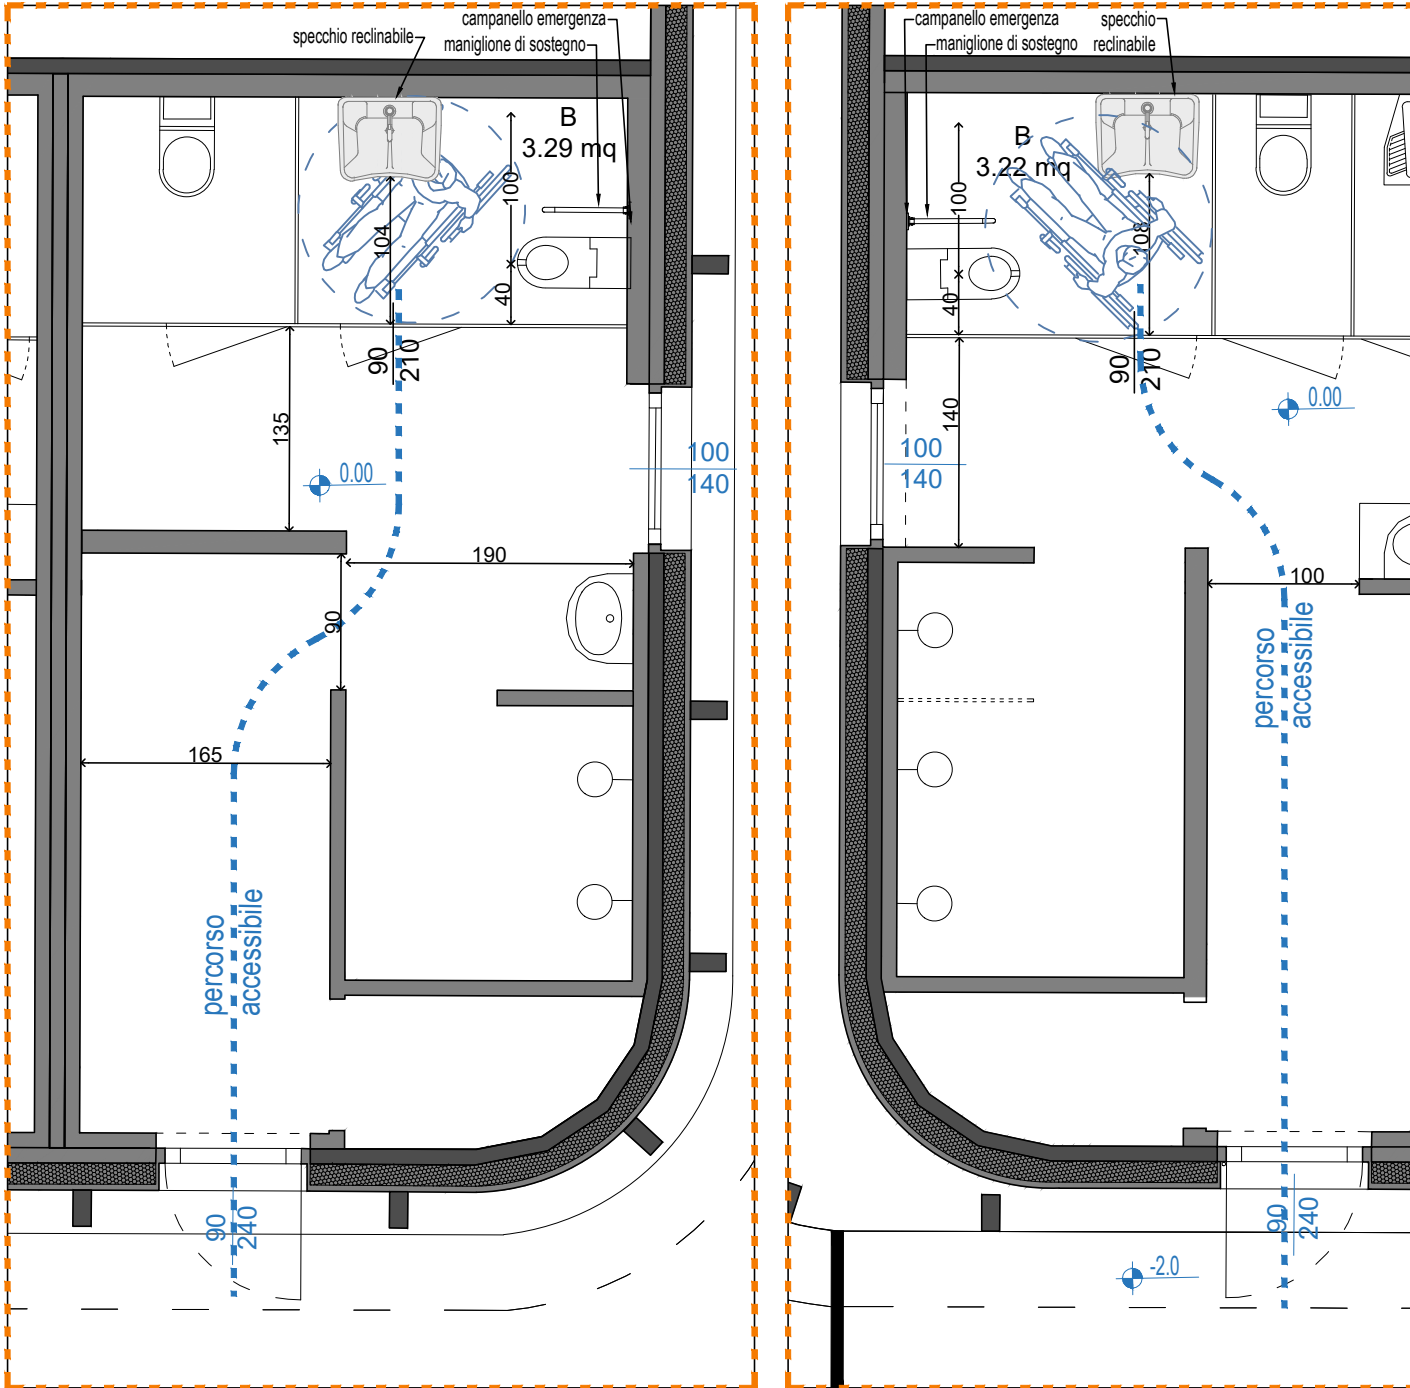 campanello emergenza
specchio reclinabile
maniglione di sostegno
B
3.29 mq
100
104
40
90
210
135
0.00
100
140
190
90
165
percorso
accessibile
90
240
campanello emergenza
specchio
maniglione di sostegno
reclinabile
B
3.22 mq
100
108
40
90
210
0.00
140
100
140
100
percorso
accessibile
90
240
-2.0